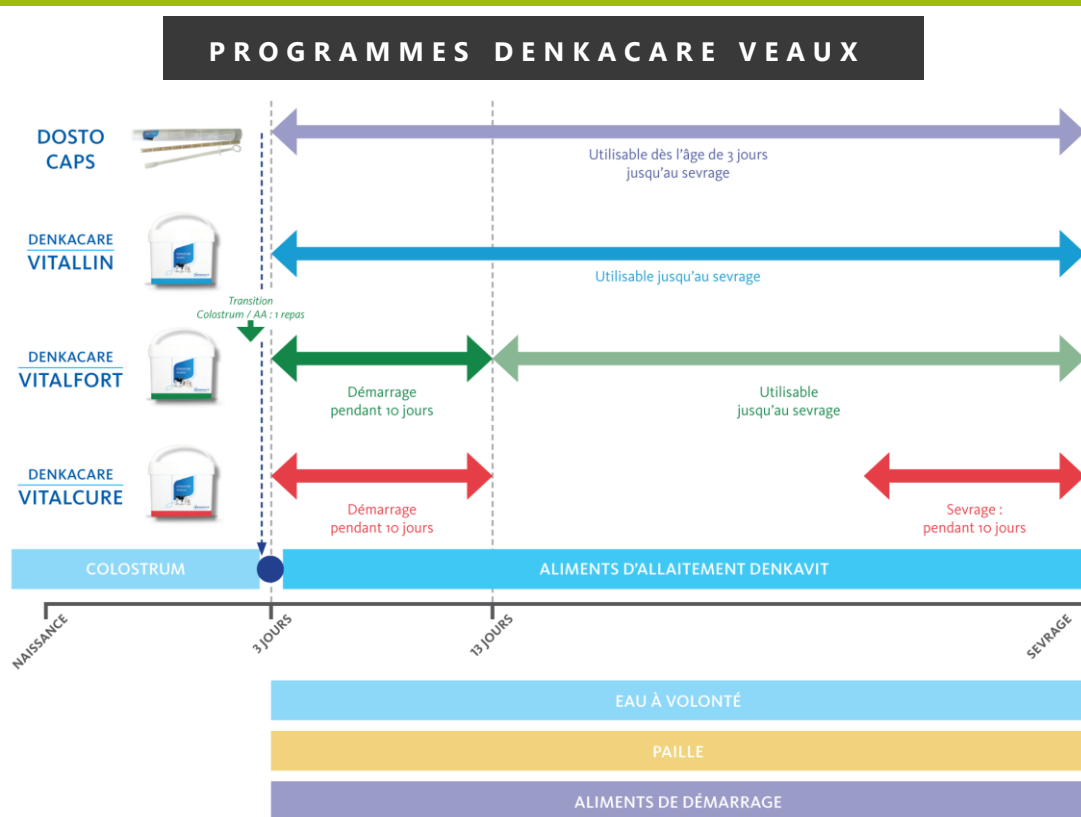 PROGRAMMES DENKACARE VEAUX
DOSTO
CAPS
Utilisable dès l'âge de 3 jours
jusqu'au sevrage
DENKACARE
VITALLIN
Utilisable jusqu'au sevrage
Transition
Colostrum / AA : 1 repas
DENKACARE
VITALFORT
Démarrage
pendant 10 jours
Utilisable
jusqu'au sevrage
DENKACARE
VITALCURE
Démarrage
pendant 10 jours
Sevrage :
pendant 10 jours
COLOSTRUM
ALIMENTS D'ALLAITEMENT DENKAVIT
NAISSANCE
3 JOURS
13 JOURS
SEVRAGE
EAU À VOLONTÉ
PAILLE
ALIMENTS DE DÉMARRAGE